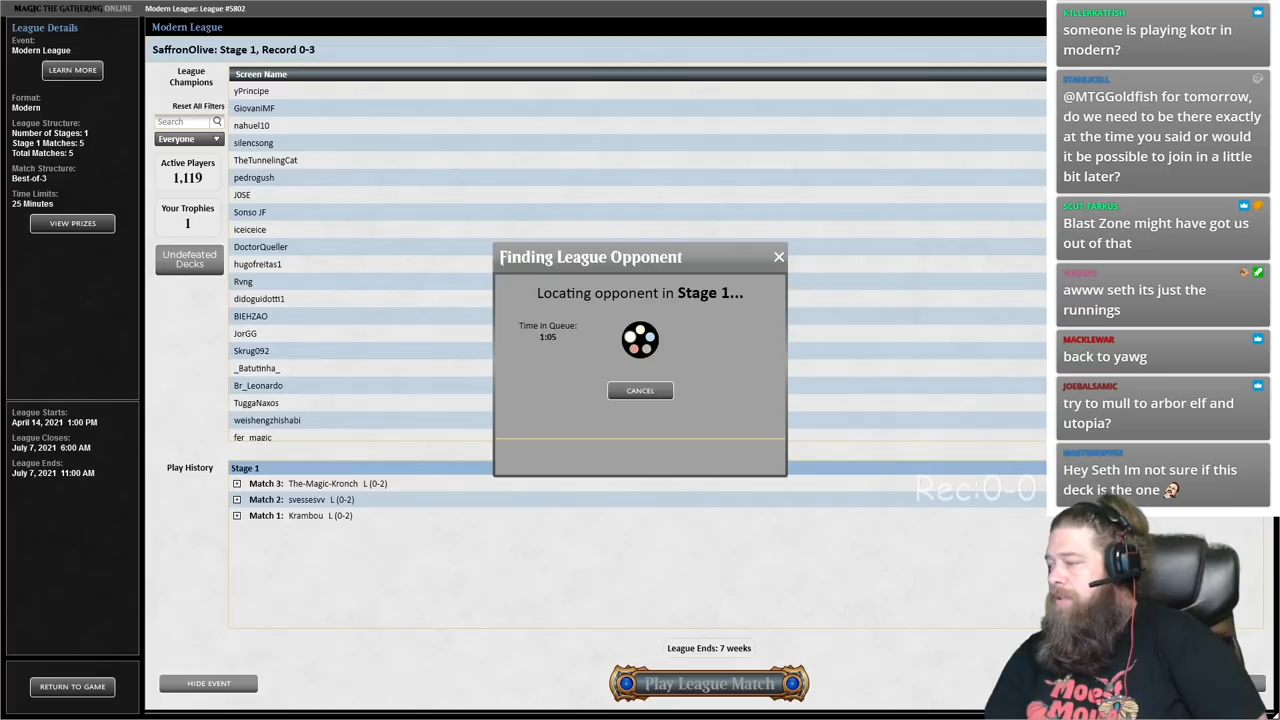 MAGIC THE GATHERING ONLINE
Modern League: League #5802
League Details
Event:
Modern League
LEARN MORE
Format:
Modern
League Structure:
Number of Stages: 1
Stage 1 Matches: 5
Total Matches: 5
Match Structure:
Best-of-3
Time Limits:
25 Minutes
VIEW PRIZES
League Starts:
April 14, 2021 1:00 PM
League Closes:
July 7, 2021 6:00 AM
League Ends:
July 7, 2021 11:00 AM
RETURN TO GAME
Modern League
SaffronOlive: Stage 1, Record 0-3
League
Champions
Reset All Filters
Search
Everyone
Active Players
1,119
Your Trophies
1
Undefeated
Decks
Screen Name
yPrincipe
GiovaniMF
nahuel10
silencsong
TheTunnelingCat
pedrogush
J0SE
Sonso JF
iceiceice
DoctorQueller
hugofreitas1
Rvng
didoguidotti1
BIEHZAO
JorGG
Skrug092
_Batutinha_
Br_Leonardo
TuggaNaxos
weishengzhishabi
fer_magic
Finding League Opponent
Locating opponent in Stage 1...
Time in Queue:
1:05
CANCEL
Play History
Stage 1
Match 3: The-Magic-Kronch L (0-2)
Match 2: svessesvv L (0-2)
Match 1: Krambou L (0-2)
Rec:0-0
League Ends: 7 weeks
HIDE EVENT
Play League Match
K1LLERKATFISH
someone is playing kotr in
modern?
@MTGGoldfish for tomorrow,
do we need to be there exactly
at the time you said or would
it be possible to join in a little
bit later?
SCUT_FARKUS
Blast Zone might have got us
out of that
awww seth its just the
runnings
MACKLEWAR
back to yawg
JOEBALSAMIC
try to mull to arbor elf and
utopia?
Hey Seth Im not sure if this
deck is the one